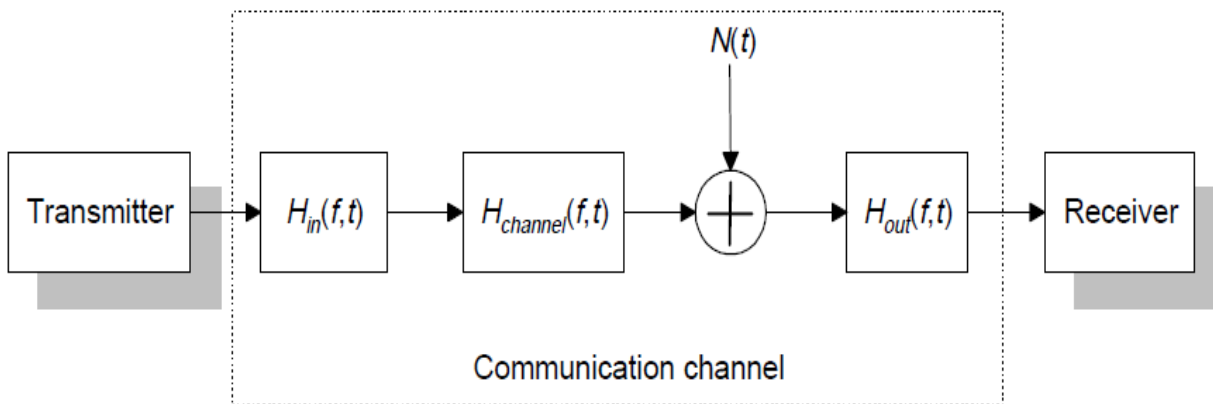 N(t)
Transmitter
H_in(f,t)
H_channel(f,t)
H_out(f,t)
Receiver
Communication channel